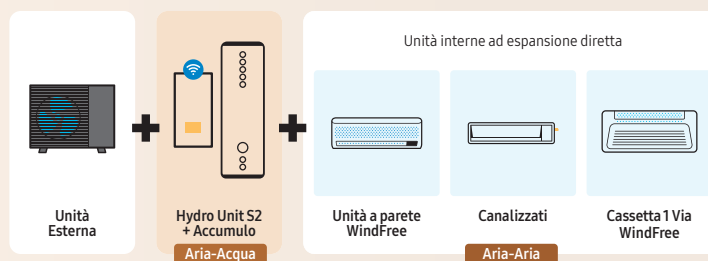 Unità interne ad espansione diretta
Unità
Esterna
Hydro Unit S2
+ Accumulo
Unità a parete
WindFree
Canalizzati
Cassetta 1 Via
WindFree
Aria-Acqua
Aria-Aria